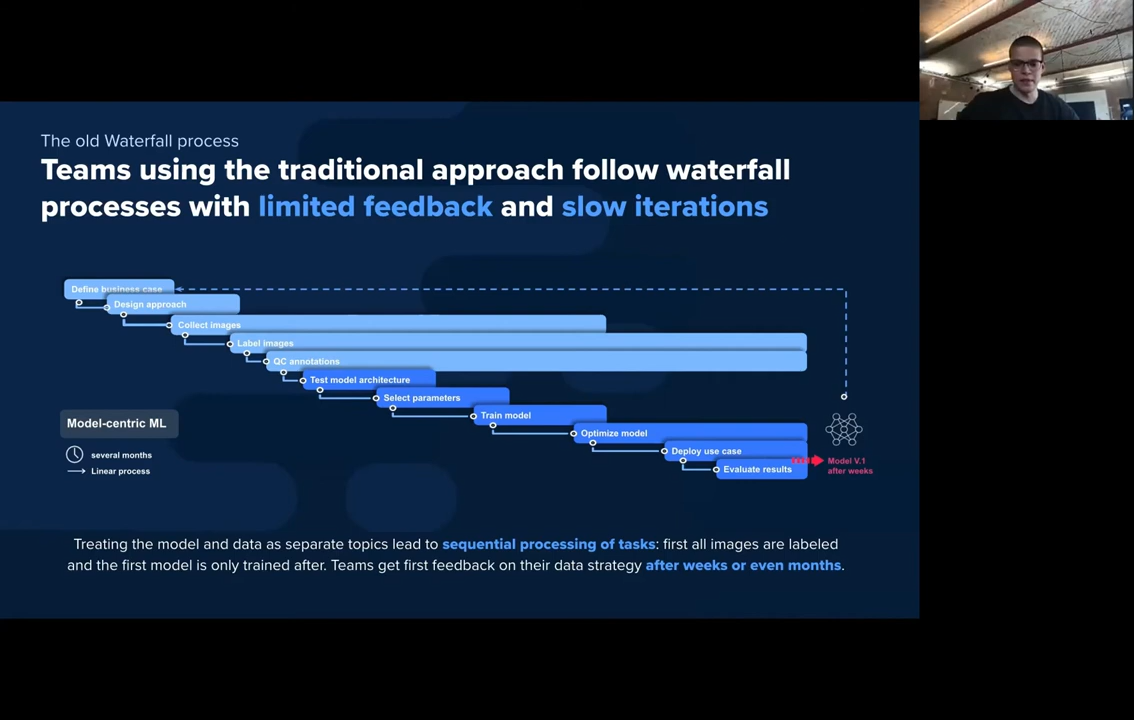 The old Waterfall process
Teams using the traditional approach follow waterfall
processes with limited feedback and slow iterations
Define business case
Design approach
Collect images
Label images
QC annotations
Test model architecture
Select parameters
Train model
Optimize model
Deploy use case
Evaluate results
Model V.1
after weeks
Model-centric ML
several months
Linear process
Treating the model and data as separate topics lead to sequential processing of tasks: first all images are labeled
and the first model is only trained after. Teams get first feedback on their data strategy after weeks or even months.